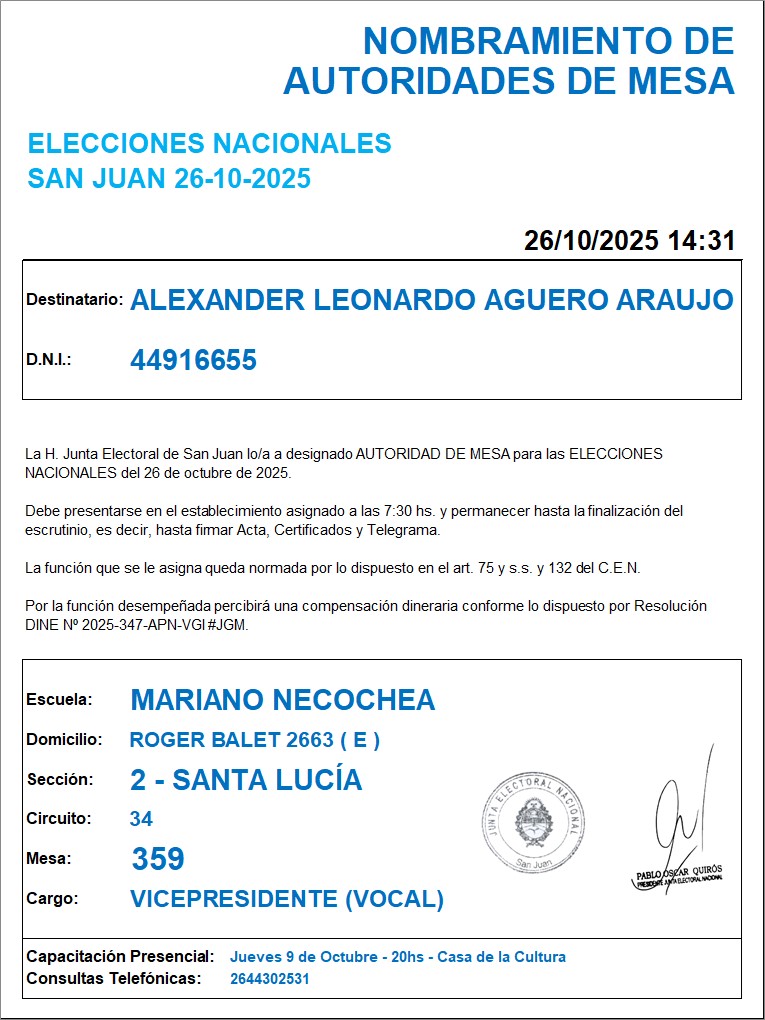 NOMBRAMIENTO DE
AUTORIDADES DE MESA
ELECCIONES NACIONALES
SAN JUAN 26-10-2025
26/10/2025 14:31
Destinatario: ALEXANDER LEONARDO AGUERO ARAUJO
D.N.I.: 44916655
La H. Junta Electoral de San Juan lo/a a designado AUTORIDAD DE MESA para las ELECCIONES
NACIONALES del 26 de octubre de 2025.
Debe presentarse en el establecimiento asignado a las 7:30 hs. y permanecer hasta la finalización del
escrutinio, es decir, hasta firmar Acta, Certificados y Telegrama.
La función que se le asigna queda normada por lo dispuesto en el art. 75 y s.s. y 132 del C.E.N.
Por la función desempeñada percibirá una compensación dineraria conforme lo dispuesto por Resolución
DINE Nº 2025-347-APN-VGI#JGM.
Escuela: MARIANO NECOCHEA
Domicilio: ROGER BALET 2663 ( E )
Sección: 2 - SANTA LUCÍA
Circuito: 34
Mesa: 359
Cargo: VICEPRESIDENTE (VOCAL)
JUNTA ELECTORAL NACIONAL
San Juan
PABLO OSCAR QUIRÓS
PRESIDENTE JUNTA ELECTORAL NACIONAL
Capacitación Presencial: Jueves 9 de Octubre - 20hs - Casa de la Cultura
Consultas Telefónicas: 2644302531